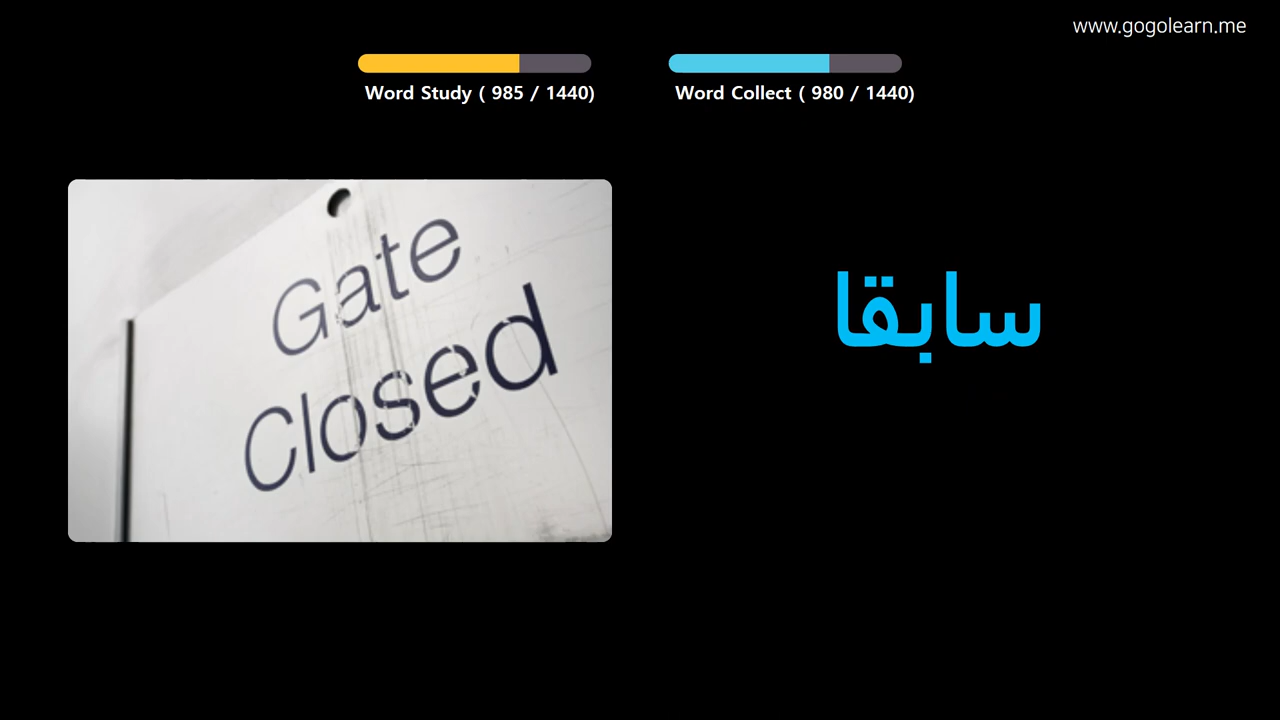 www.gogolearn.me
Word Study ( 985 / 1440)
Word Collect ( 980 / 1440)
Gate
Closed
سابقا